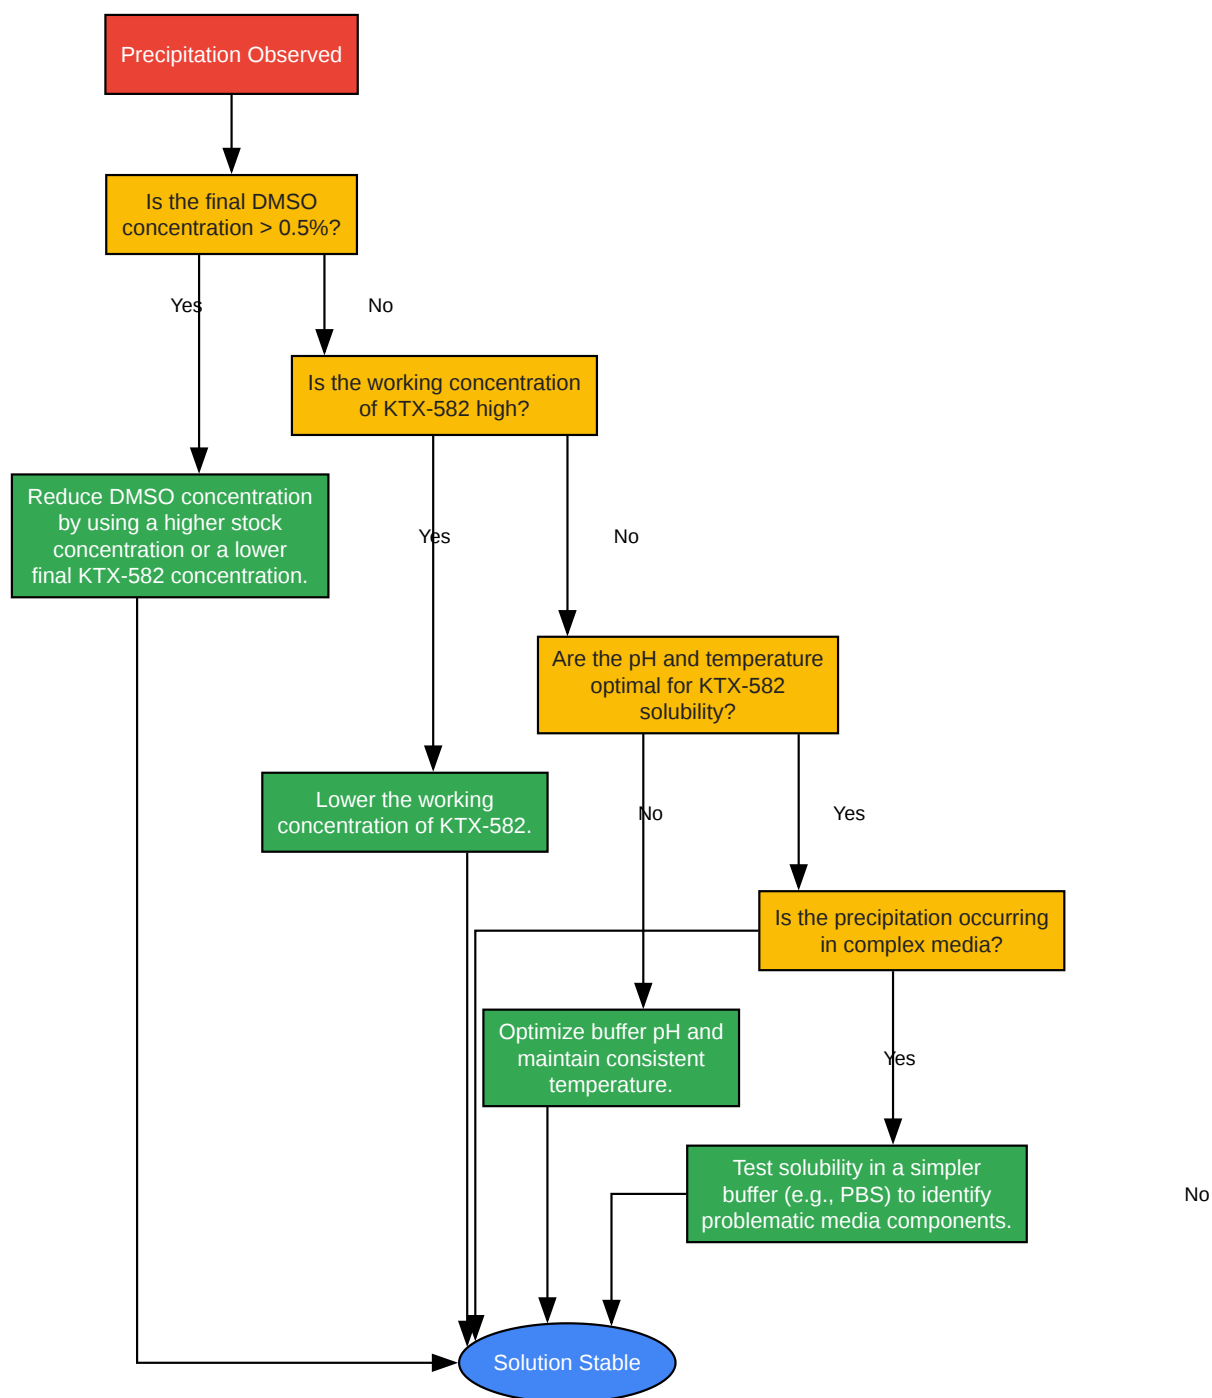 Precipitation Observed
Is the final DMSO
concentration > 0.5%?
Yes
No
Is the working concentration
of KTX-582 high?
Reduce DMSO concentration
by using a higher stock
concentration or a lower
final KTX-582 concentration.
Yes
No
Are the pH and temperature
optimal for KTX-582
solubility?
Lower the working
concentration of KTX-582.
No
Yes
Is the precipitation occurring
in complex media?
Optimize buffer pH and
maintain consistent
temperature.
Yes
Test solubility in a simpler
buffer (e.g., PBS) to identify
problematic media components.
No
Solution Stable